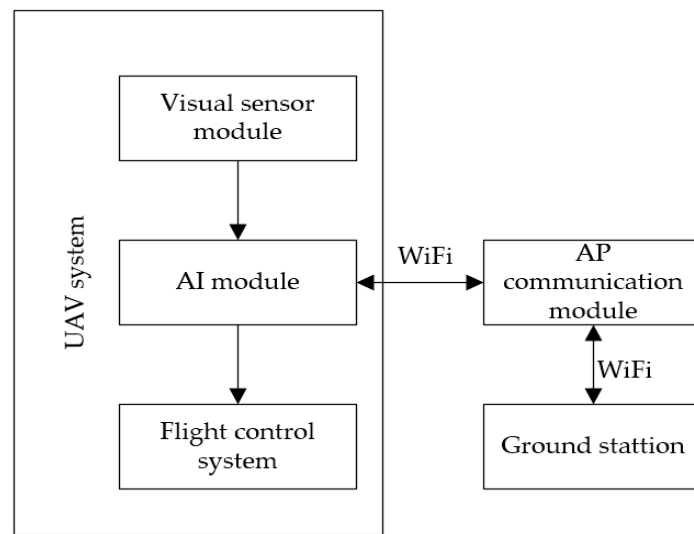 Visual sensor
module
UAV system
AI module
WiFi
AP
communication
module
WiFi
Flight control
system
Ground stattion